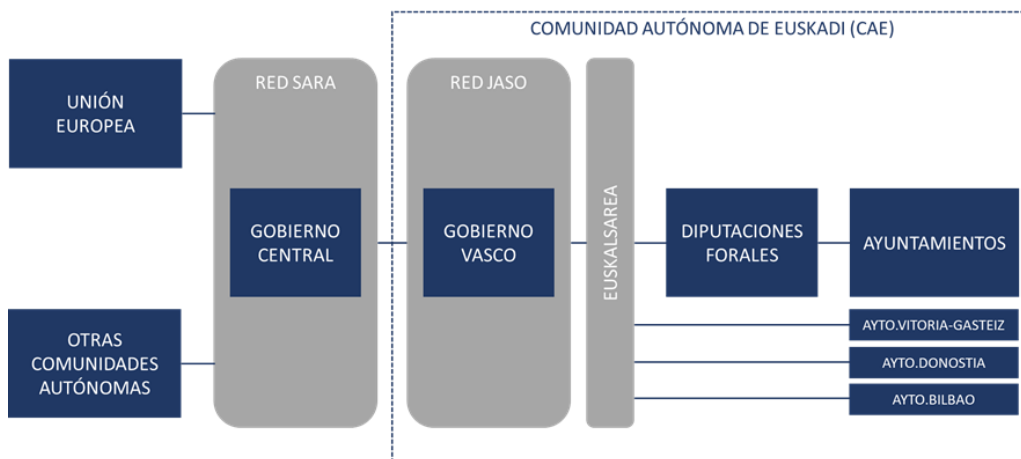 COMUNIDAD AUTÓNOMA DE EUSKADI (CAE)
UNIÓN
EUROPEA
RED SARA
RED JASO
GOBIERNO
CENTRAL
GOBIERNO
VASCO
EUSKALSAREA
DIPUTACIONES
FORALES
AYUNTAMIENTOS
OTRAS
COMUNIDADES
AUTÓNOMAS
AYTO.VITORIA-GASTEIZ
AYTO.DONOSTIA
AYTO.BILBAO